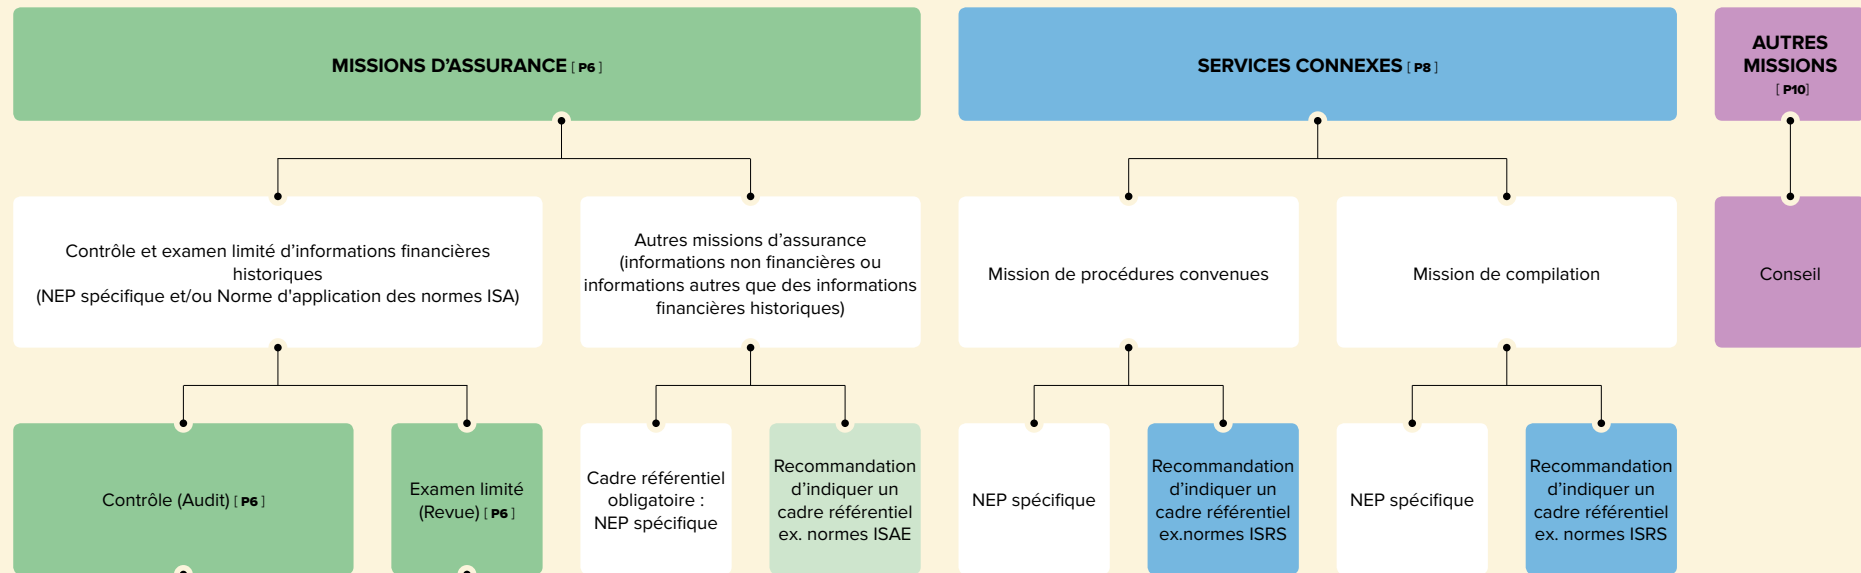 MISSIONS D’ASSURANCE [ P6 ]
SERVICES CONNEXES [ P8 ]
AUTRES
MISSIONS
[ P10]
Contrôle et examen limité d’informations financières
historiques
(NEP spécifique et/ou Norme d'application des normes ISA)
Autres missions d’assurance
(informations non financières ou
informations autres que des informations
financières historiques)
Mission de procédures convenues
Mission de compilation
Conseil
Contrôle (Audit) [ P6 ]
Examen limité
(Revue) [ P6 ]
Cadre référentiel
obligatoire :
NEP spécifique
Recommandation
d’indiquer un
cadre référentiel
ex. normes ISAE
NEP spécifique
Recommandation
d’indiquer un
cadre référentiel
ex.normes ISRS
NEP spécifique
Recommandation
d’indiquer un
cadre référentiel
ex. normes ISRS